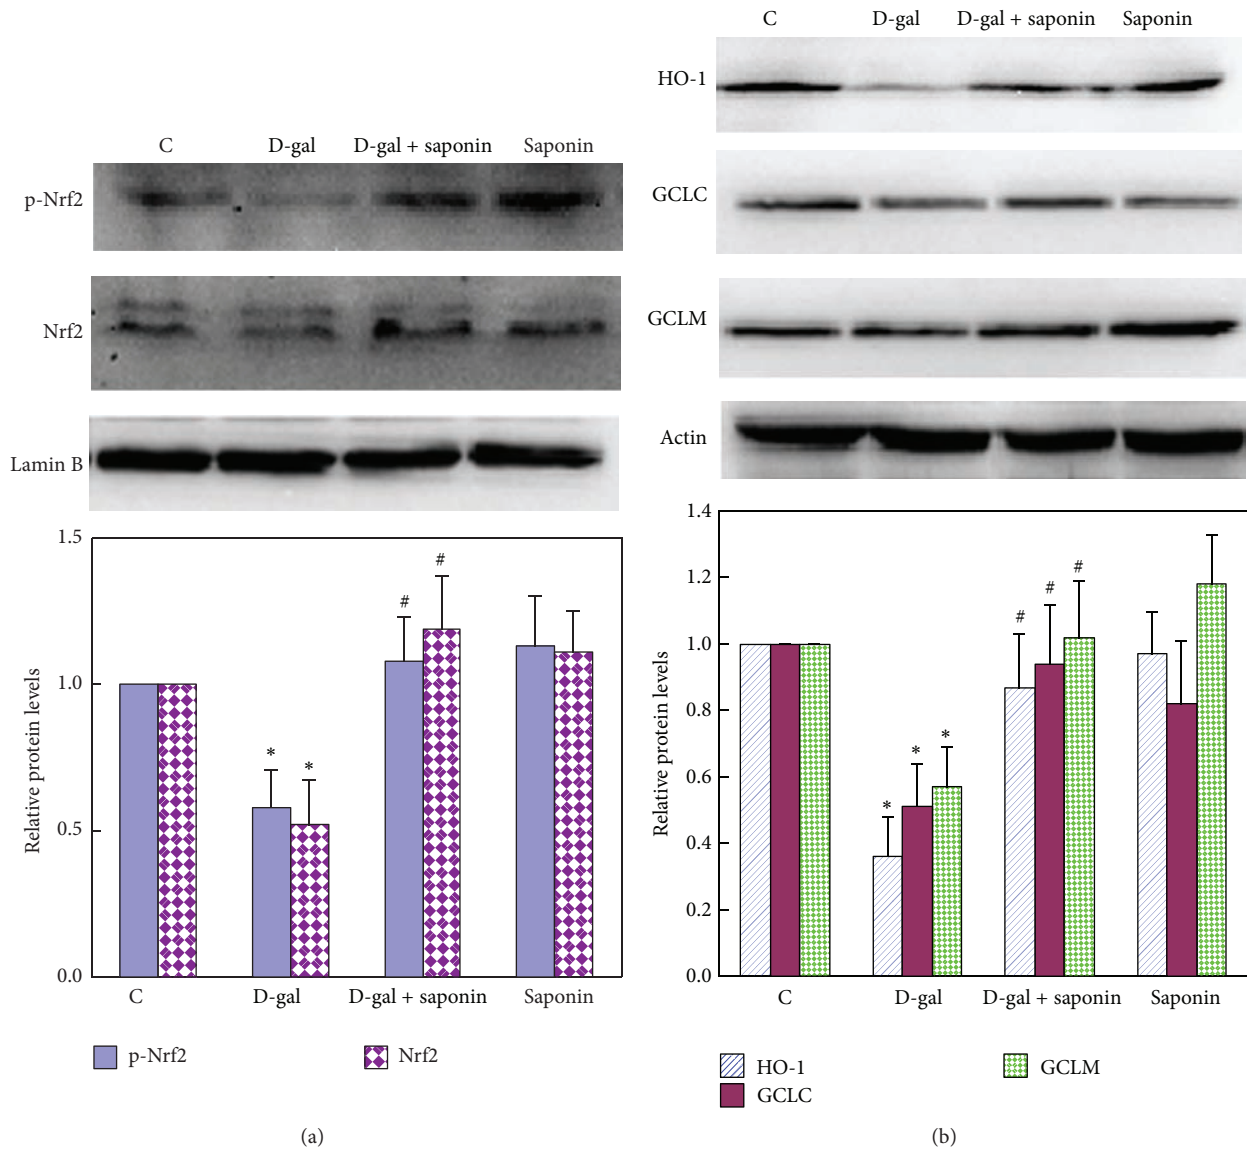 C D-gal D-gal + saponin Saponin
p-Nrf2
Nrf2
Lamin B
1.5
1.0
0.5
0.0
Relative protein levels
* * # #
C D-gal D-gal + saponin Saponin
p-Nrf2 Nrf2
(a)
C D-gal D-gal + saponin Saponin
HO-1
GCLC
GCLM
Actin
1.4
1.2
1.0
0.8
0.6
0.4
0.2
0.0
Relative protein levels
* * * # # #
C D-gal D-gal + saponin Saponin
HO-1 GCLM
GCLC
(b)